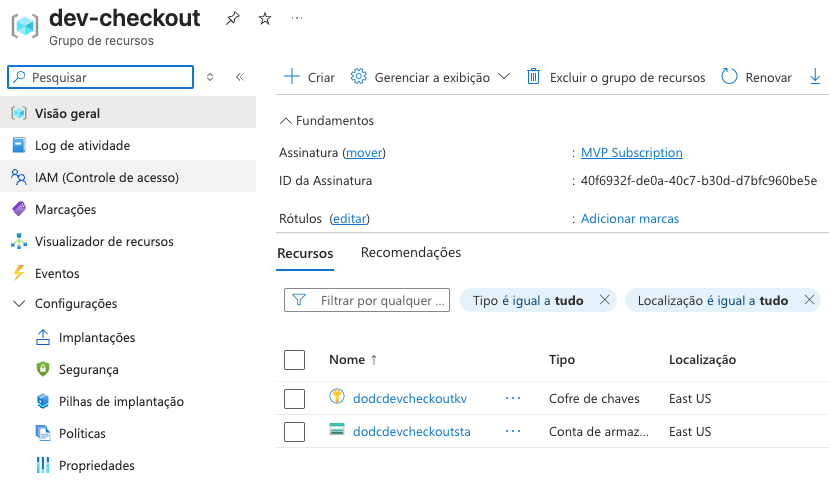 dev-checkout
Grupo de recursos
Pesquisar
Visão geral
Log de atividade
IAM (Controle de acesso)
Marcações
Visualizador de recursos
Eventos
Configurações
Implantações
Segurança
Pilhas de implantação
Políticas
Propriedades
Criar Gerenciar a exibição Excluir o grupo de recursos Renovar
Fundamentos
Assinatura (mover) : MVP Subscription
ID da Assinatura : 40f6932f-de0a-40c7-b30d-d7bfc960be5e
Rótulos (editar) : Adicionar marcas
Recursos Recomendações
Filtrar por qualquer ... Tipo é igual a tudo Localização é igual a tudo
Nome ↑ Tipo Localização
dodcdevcheckoutkv ... Cofre de chaves East US
dodcdevcheckoutsta ... Conta de armaz... East US